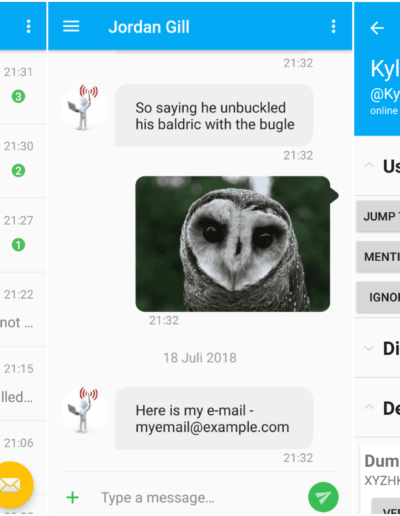 21:31
3
21:30
2
21:27
1
21:22
not ...
21:15
lled...
21:06
Jordan Gill
21:32
So saying he unbuckled
his baldric with the bugle
21:32
21:32
18 Juli 2018
Here is my e-mail -
myemail@example.com
21:32
Type a message...
Kyl
@Ky
online
Us
JUMP
MENTI
IGNO
Di
De
Dum
XYZHK
VER